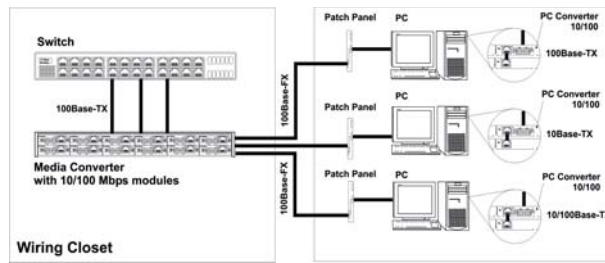 Switch
100Base-TX
Media Converter
with 10/100 Mbps modules
Wiring Closet
100Base-FX
100Base-FX
Patch Panel
PC
PC Converter
10/100
100Base-TX
Patch Panel
PC
PC Converter
10/100
10Base-TX
Patch Panel
PC
PC Converter
10/100
10/100Base-T